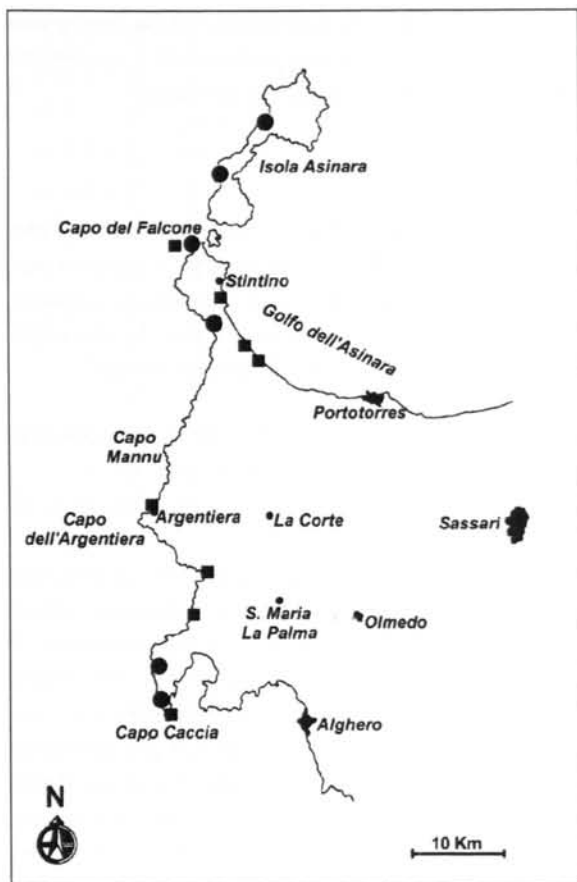 Isola Asinara
Capo del Falcone
Stintino
Golfo dell'Asinara
Portotorres
Capo
Mannu
Argentiera
Capo
dell'Argentiera
La Corte
Sassari
S. Maria
La Palma
Olmedo
Capo Caccia
Alghero
N
10 Km